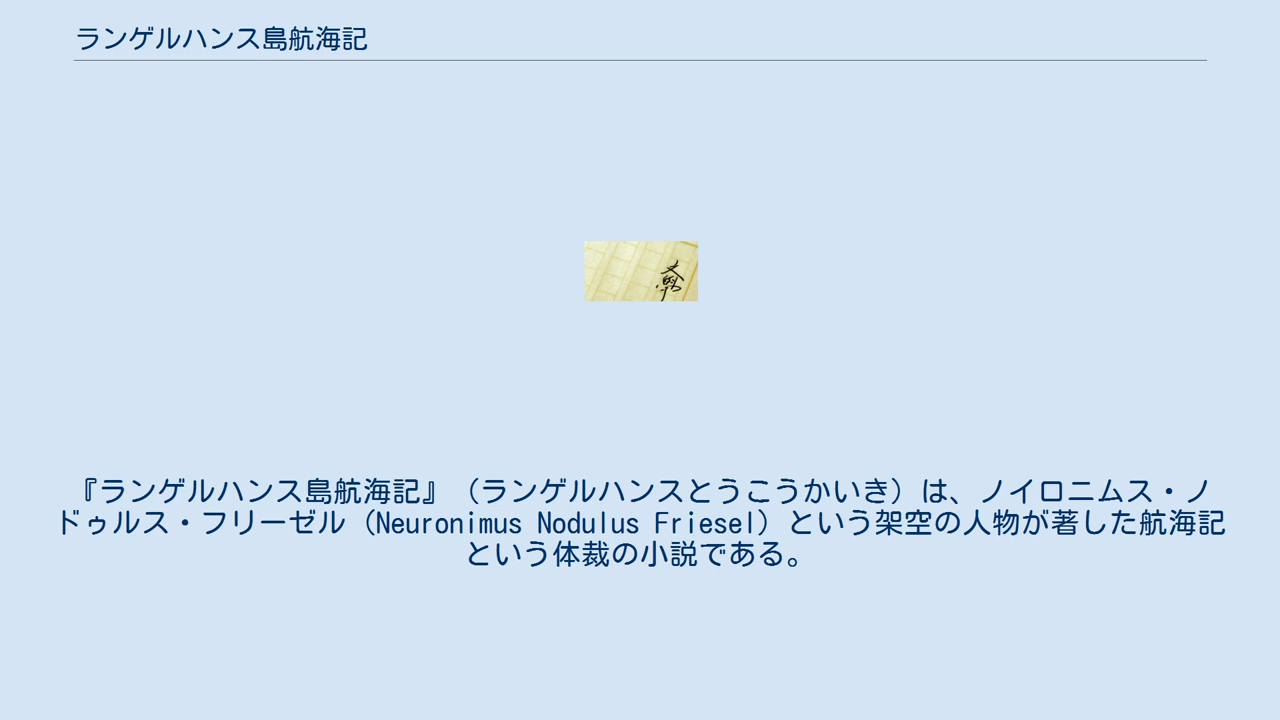 ランゲルハンス島航海記
『ランゲルハンス島航海記』（ランゲルハンスとうこうかいき）は、ノイロニムス・ノ
ドゥルス・フリーゼル（Neuronimus Nodulus Friesel）という架空の人物が著した航海記
という体裁の小説である。